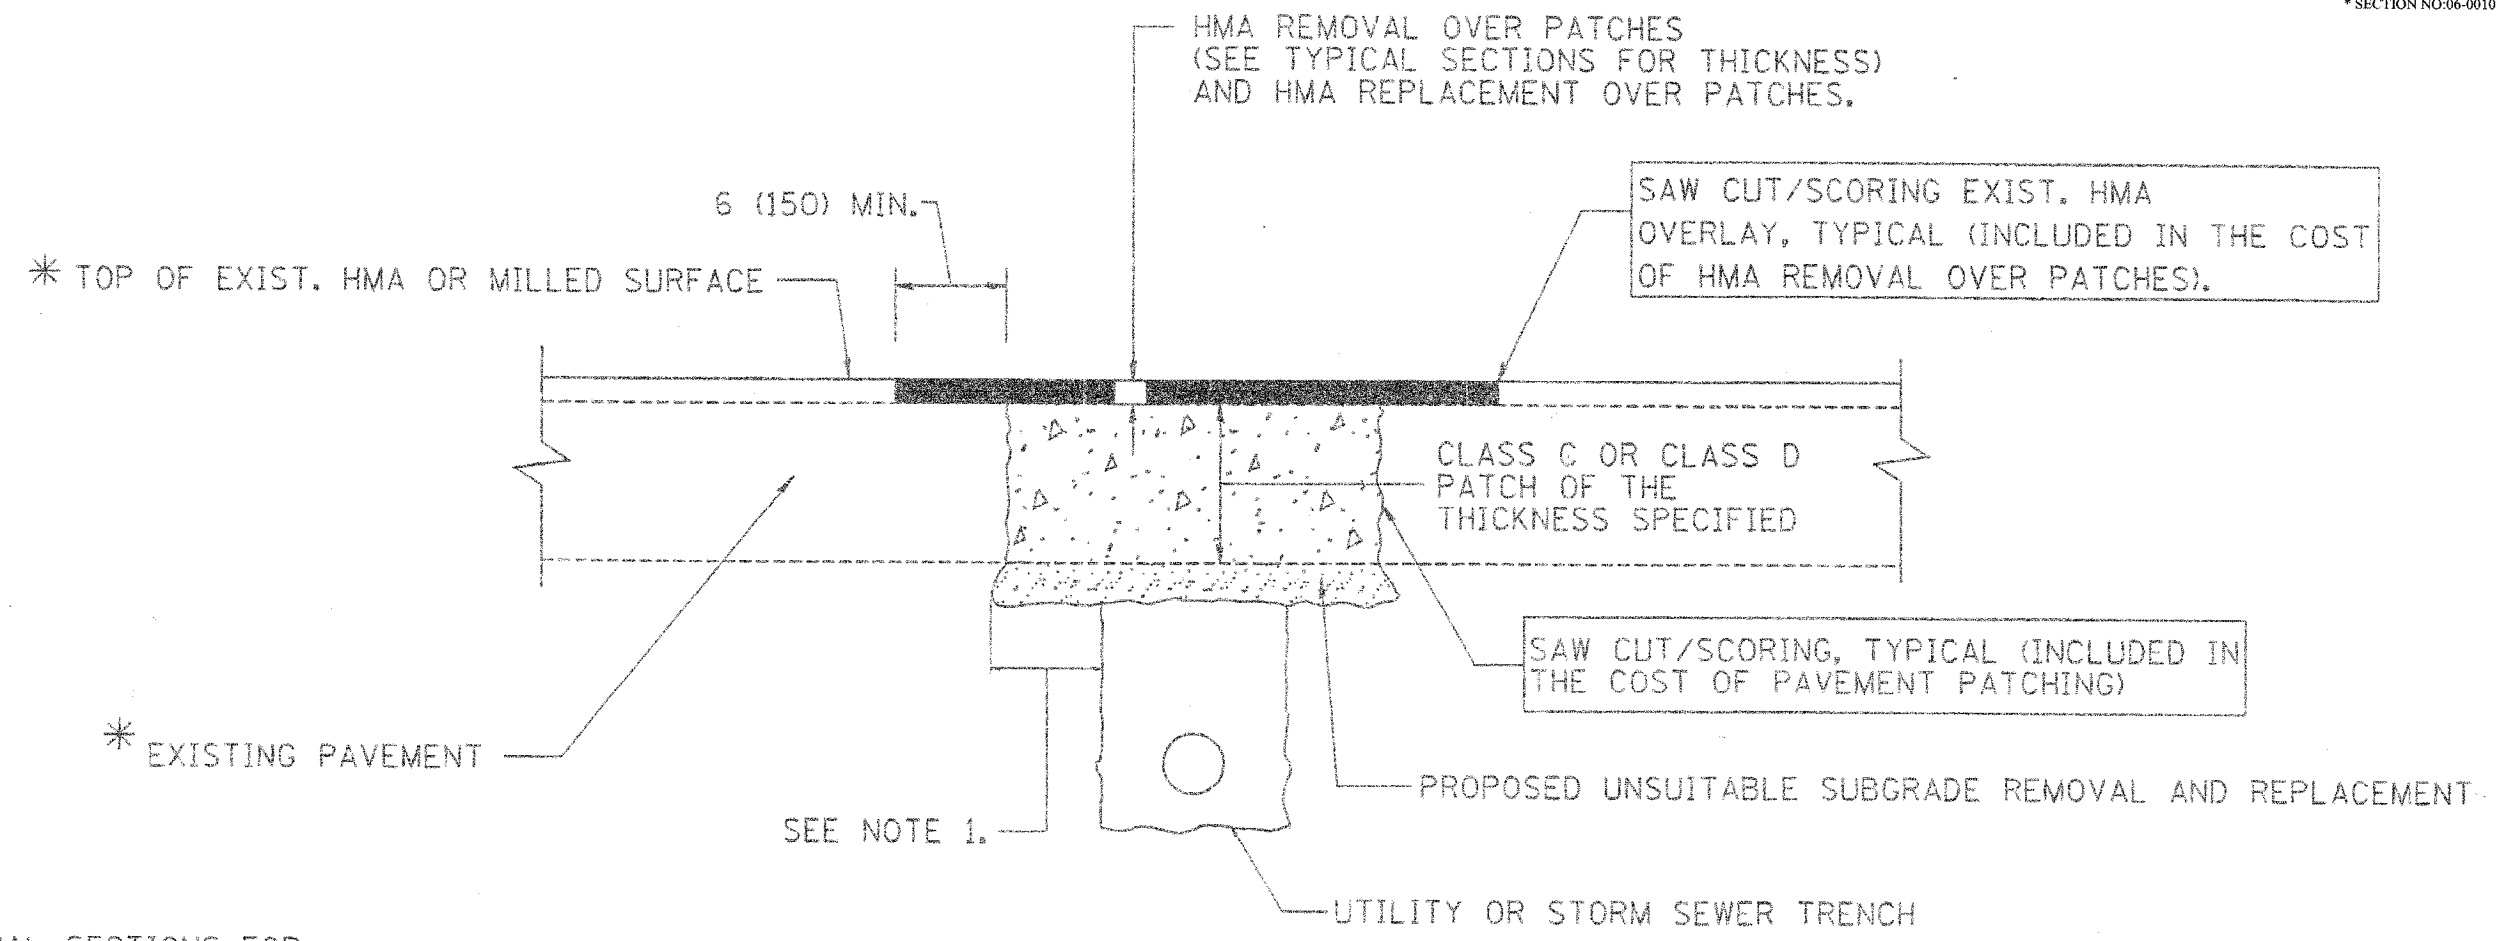 * SECTION NO:06-0010
HMA REMOVAL OVER PATCHES
(SEE TYPICAL SECTIONS FOR THICKNESS)
AND HMA REPLACEMENT OVER PATCHES.
6 (150) MIN.
SAW CUT/SCORING EXIST. HMA
OVERLAY, TYPICAL (INCLUDED IN THE COST
OF HMA REMOVAL OVER PATCHES).
* TOP OF EXIST. HMA OR MILLED SURFACE
CLASS C OR CLASS D
PATCH OF THE
THICKNESS SPECIFIED
SAW CUT/SCORING, TYPICAL (INCLUDED IN
THE COST OF PAVEMENT PATCHING)
* EXISTING PAVEMENT
PROPOSED UNSUITABLE SUBGRADE REMOVAL AND REPLACEMENT
SEE NOTE 1.
UTILITY OR STORM SEWER TRENCH
SECTIONS FOR